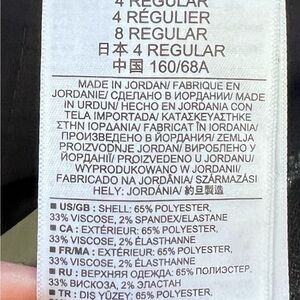 4 REGULAR
4 RÉGULIER
8 REGULAR
日本 4 REGULAR
中国 160/68A
MADE IN JORDAN/ FABRIQUE EN
JORDANIE/ СДЕЛАНО В ИОРДАНИИ/ MADE
IN URDUN/ HECHO EN JORDANIA CON
TELA IMPORTADA/ ΚΑΤΑΣΚΕΥΑΣΤΗΚΕ
ΣΤΗΝ ΙΟΡΔΑΝΙΑ/ FABRICAT ÎN IORDANIA/
ПРОИЗВЕДЕНО В ЙОРДАНИЯ/ ZEMLJA
PROIZVODNJE JORDAN/ ВИРОБЛЕНО У
ЙОРДАНІЇ/ PROIZVEDENO U JORDANU/
WYPRODUKOWANO W JORDANII/
FABRICADO NA JORDÂNIA/ SZÁRMAZÁSI
HELY: JORDÁNIA/ 約旦製造
■ US/GB : SHELL: 65% POLYESTER,
33% VISCOSE, 2% SPANDEX/ELASTANE
■ CA : EXTÉRIEUR: 65% POLYESTER,
33% VISCOSE, 2% ÉLASTHANNE
■ FR/MA : EXTÉRIEUR: 65% POLYESTER,
33% VISCOSE, 2% ÉLASTHANNE
■ RU : ВЕРХНЯЯ ОДЕЖДА: 65% ПОЛИЭСТЕР,
33% ВИСКОЗА, 2% ЭЛАСТАН
■ TR : DIŞ YÜZEY: 65% POLYESTER,